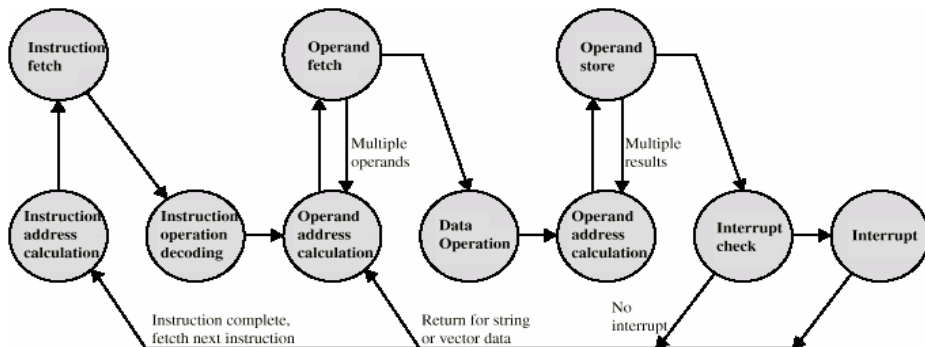 Instruction
fetch
Operand
fetch
Operand
store
Multiple
operands
Multiple
results
Instruction
address
calculation
Instruction
operation
decoding
Operand
address
calculation
Data
Operation
Operand
address
calculation
Interrupt
check
Interrupt
Instruction complete,
fetcth next instruction
Return for string
or vector data
No
interrupt